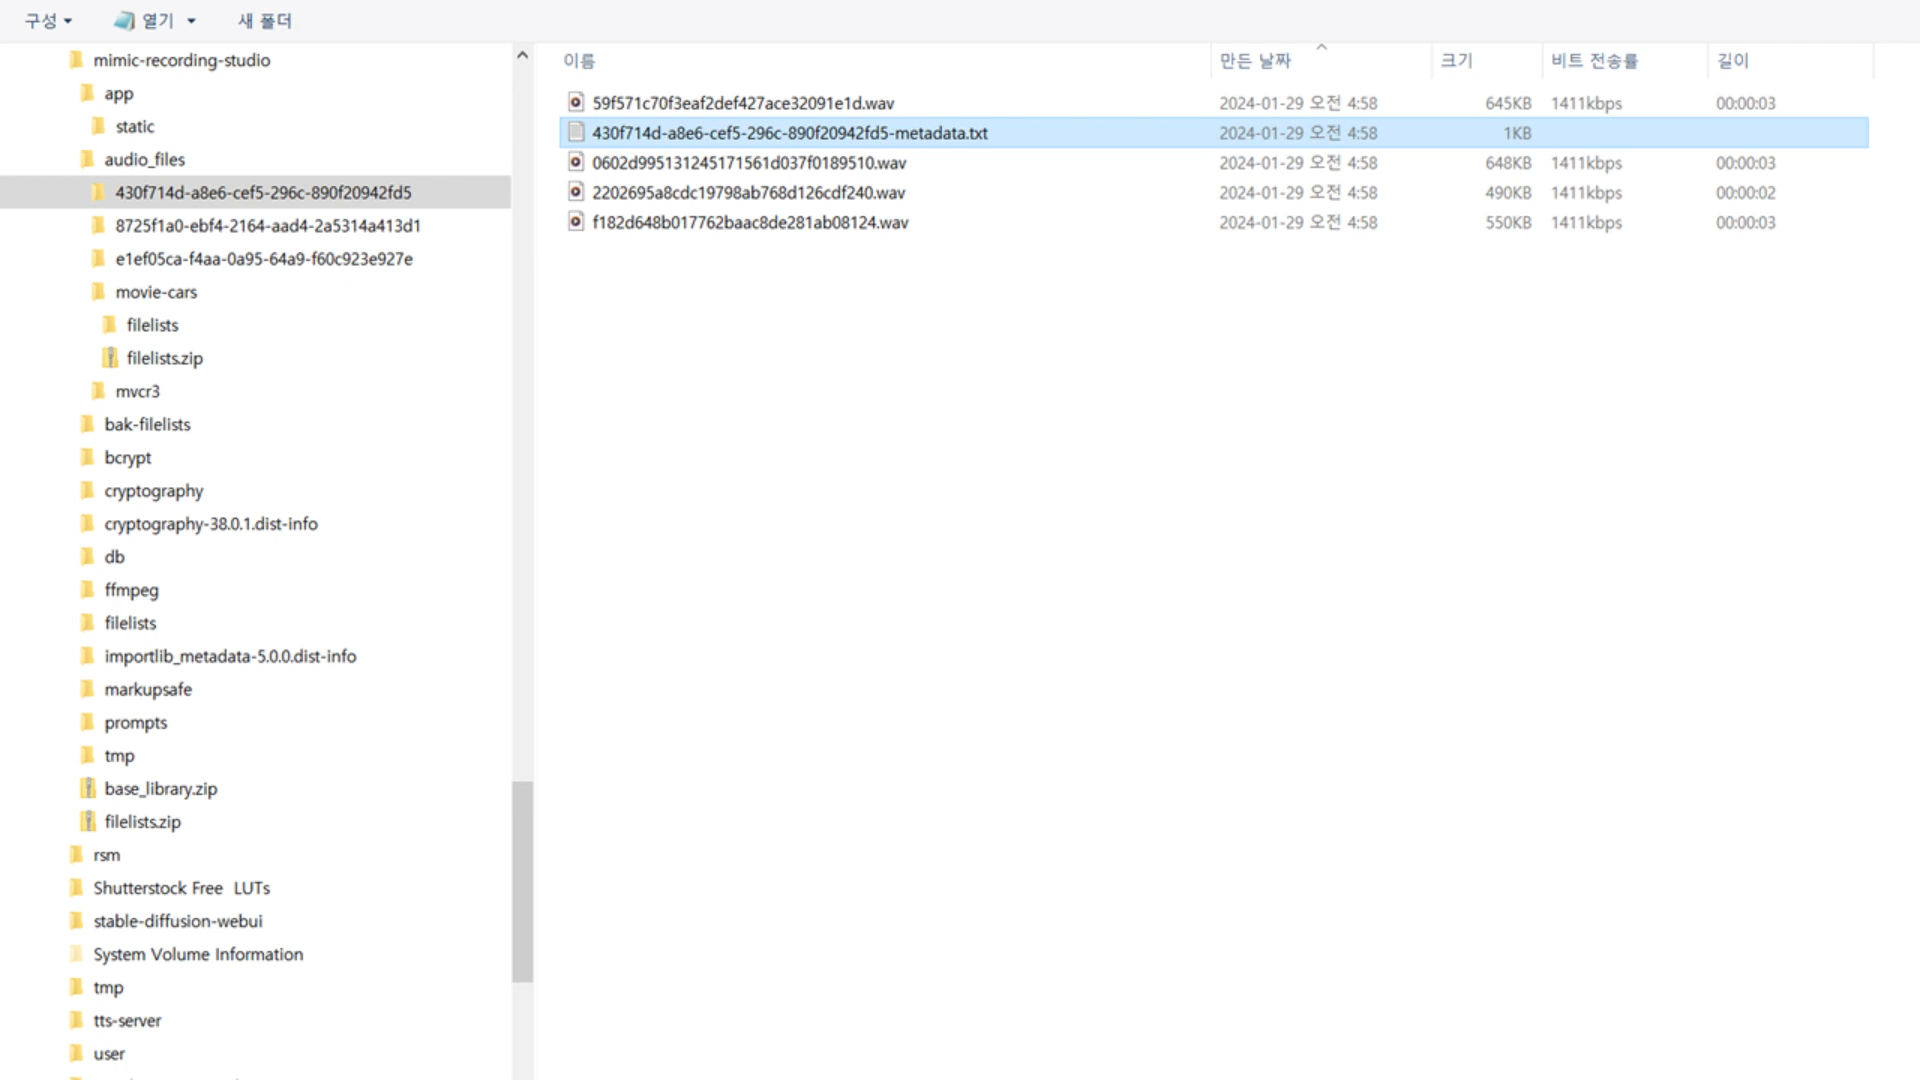 구성 열기 새 폴더
mimic-recording-studio
app
static
audio_files
430f714d-a8e6-cef5-296c-890f20942fd5
8725f1a0-ebf4-2164-aad4-2a5314a413d1
e1ef05ca-f4aa-0a95-64a9-f60c923e927e
movie-cars
filelists
filelists.zip
mvcr3
bak-filelists
bcrypt
cryptography
cryptography-38.0.1.dist-info
db
ffmpeg
filelists
importlib_metadata-5.0.0.dist-info
markupsafe
prompts
tmp
base_library.zip
filelists.zip
rsm
Shutterstock Free LUTs
stable-diffusion-webui
System Volume Information
tmp
tts-server
user
이름 만든 날짜 크기 비트 전송률 길이
59f571c70f3eaf2def427ace32091e1d.wav 2024-01-29 오전 4:58 645KB 1411kbps 00:00:03
430f714d-a8e6-cef5-296c-890f20942fd5-metadata.txt 2024-01-29 오전 4:58 1KB
0602d995131245171561d037f0189510.wav 2024-01-29 오전 4:58 648KB 1411kbps 00:00:03
2202695a8cdc19798ab768d126cdf240.wav 2024-01-29 오전 4:58 490KB 1411kbps 00:00:02
f182d648b017762baac8de281ab08124.wav 2024-01-29 오전 4:58 550KB 1411kbps 00:00:03